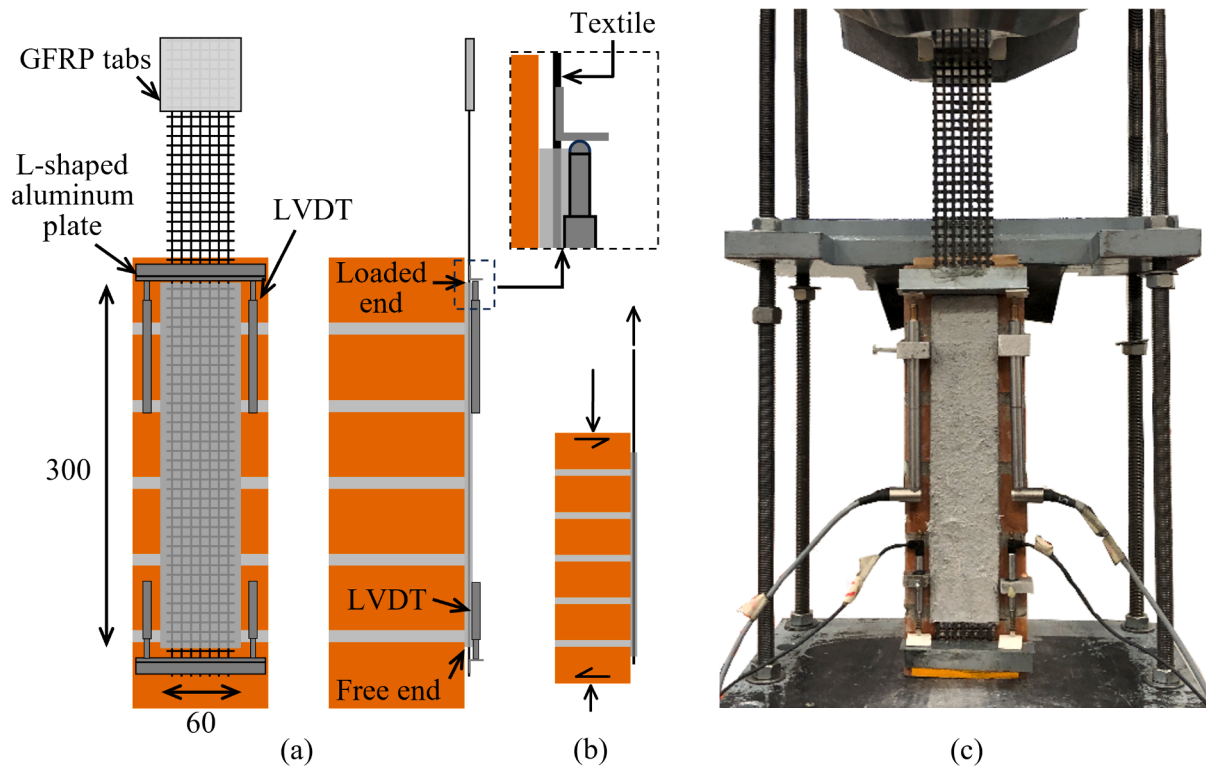 GFRP tabs
L-shaped
aluminum
plate
LVDT
300
60
(a)
Loaded
end
LVDT
Free end
Textile
(b)
(c)